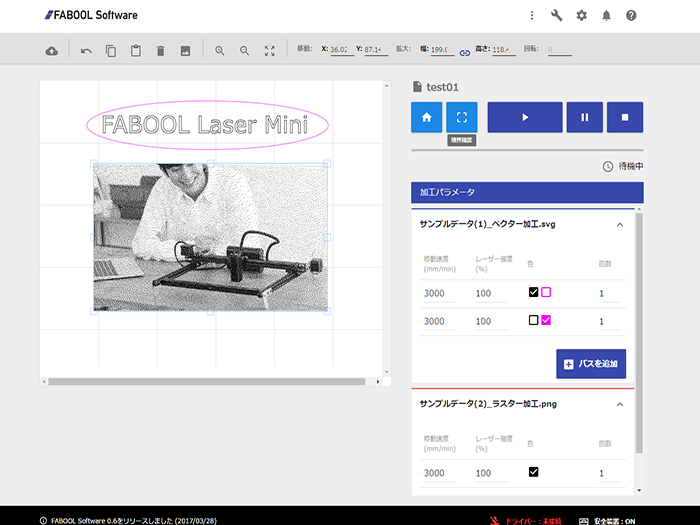 FABOOL Software
移動: X: 36.02 Y: 87.14 拡大: 幅: 199.0 高さ: 118.4 回転: 0
test01
FABOOL Laser Mini
境界確認
待機中
加工パラメータ
サンプルデータ(1)_ベクター加工.svg
移動速度 (mm/min) レーザー強度 (%) 色 回数
3000 100 1
3000 100 1
パスを追加
サンプルデータ(2)_ラスター加工.png
移動速度 (mm/min) レーザー強度 (%) 色 回数
3000 100 1
FABOOL Software 0.6をリリースしました (2017/03/28) ドライバー : 未接続 安全装置 : ON